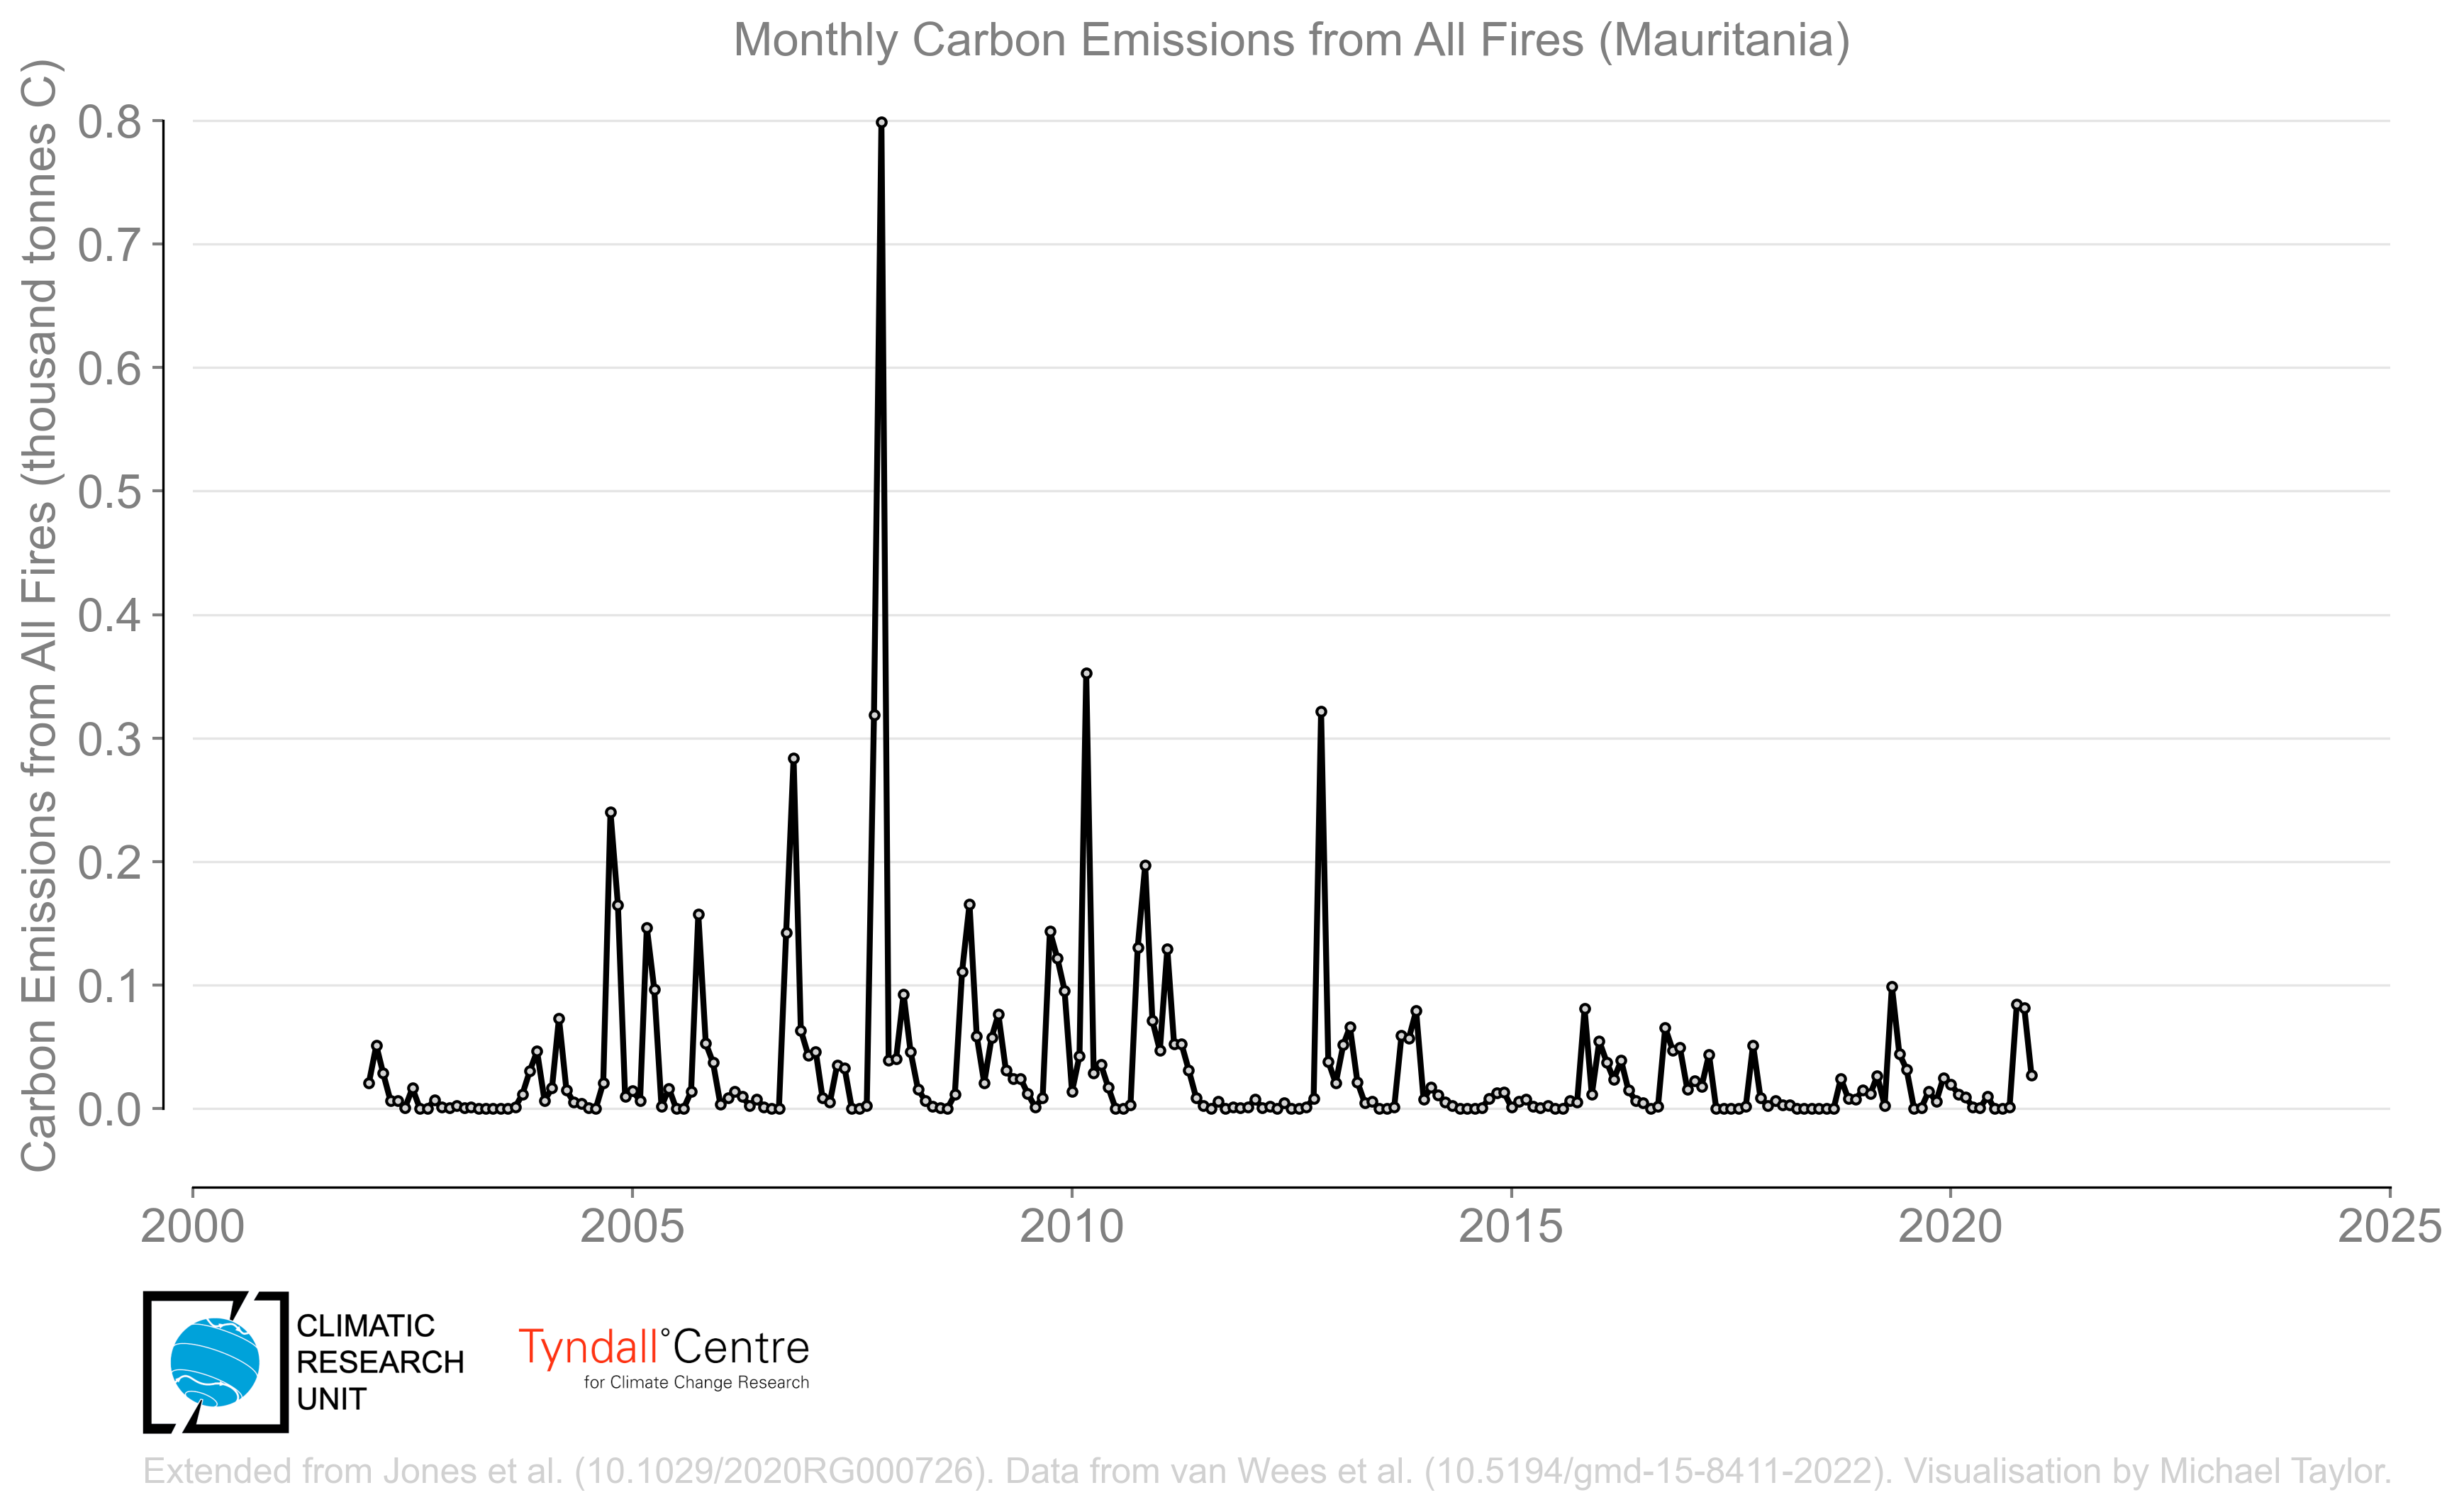 Monthly Carbon Emissions from All Fires (Mauritania)
Carbon Emissions from All Fires (thousand tonnes C)
0.8
0.7
0.6
0.5
0.4
0.3
0.2
0.1
0.0
2000 2005 2010 2015 2020 2025
CLIMATIC
RESEARCH
UNIT
Tyndall°Centre
for Climate Change Research
Extended from Jones et al. (10.1029/2020RG000726). Data from van Wees et al. (10.5194/gmd-15-8411-2022). Visualisation by Michael Taylor.